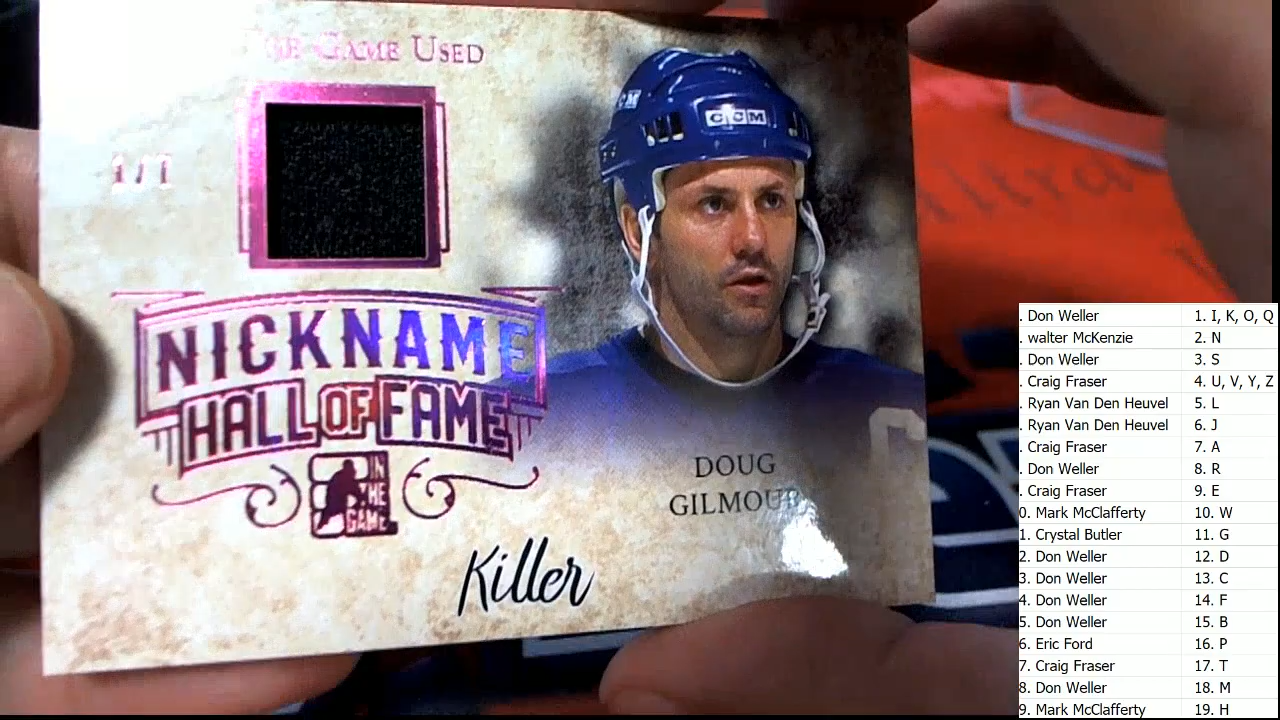 GAME USED
1/1
CCM
CCM
NICKNAME
HALL OF FAME
IN
THE
GAME
DOUG
GILMOUR
Killer
C
ltra
. Don Weller 1. I, K, O, Q
. walter McKenzie 2. N
. Don Weller 3. S
. Craig Fraser 4. U, V, Y, Z
. Ryan Van Den Heuvel 5. L
. Ryan Van Den Heuvel 6. J
. Craig Fraser 7. A
. Don Weller 8. R
. Craig Fraser 9. E
0. Mark McClafferty 10. W
1. Crystal Butler 11. G
2. Don Weller 12. D
3. Don Weller 13. C
4. Don Weller 14. F
5. Don Weller 15. B
6. Eric Ford 16. P
7. Craig Fraser 17. T
8. Don Weller 18. M
9. Mark McClafferty 19. H